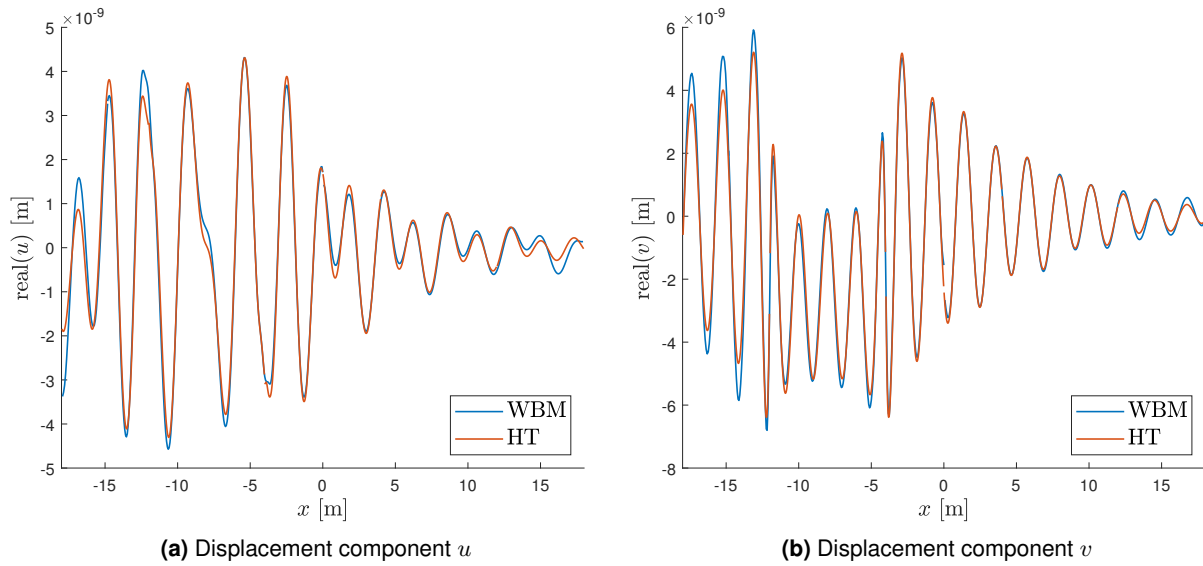 ×10⁻⁹
5
4
3
2
1
0
-1
-2
-3
-4
-5
real(u) [m]
-15 -10 -5 0 5 10 15
x [m]
WBM
HT
(a) Displacement component u
×10⁻⁹
6
4
2
0
-2
-4
-6
-8
real(v) [m]
-15 -10 -5 0 5 10 15
x [m]
WBM
HT
(b) Displacement component v